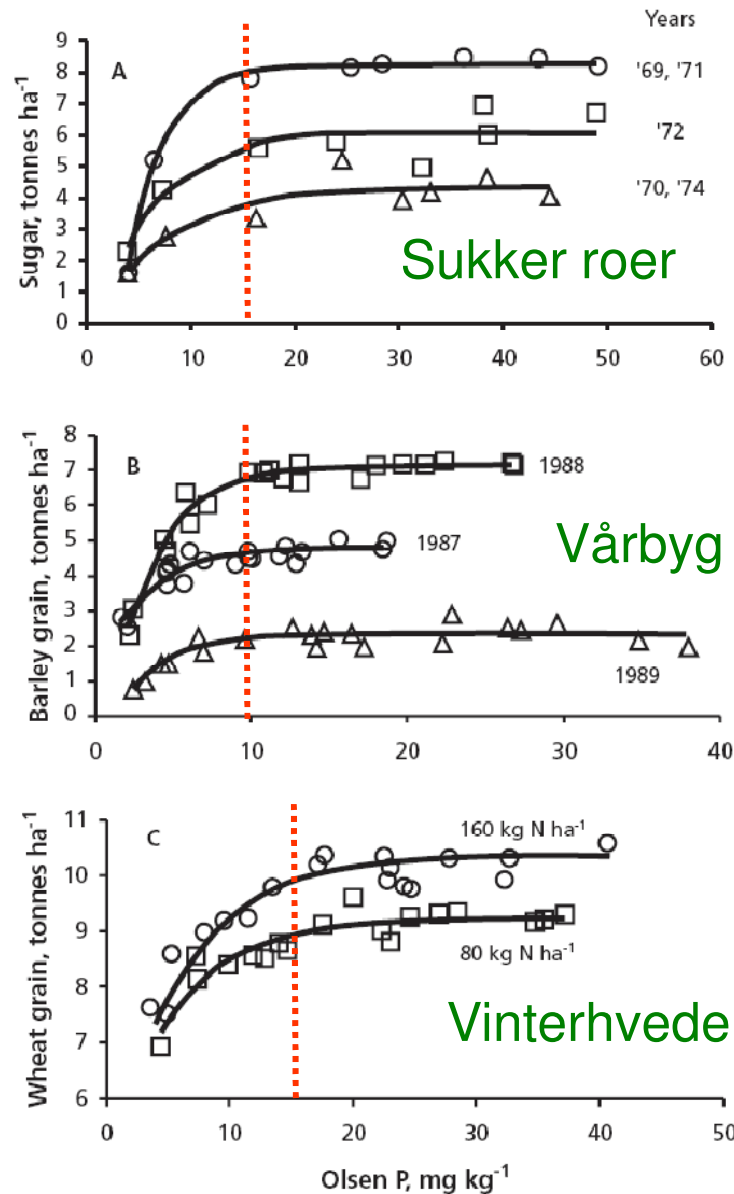 Years
9
A
'69, '71
8
7
'72
6
5
'70, '74
4
3
2
1
0
Sugar, tonnes ha⁻¹
Sukker roer
0 10 20 30 40 50 60
8
B
7
1988
6
5
1987
4
3
2
1
0
1989
Barley grain, tonnes ha⁻¹
Vårbyg
0 10 20 30 40
11
C
160 kg N ha⁻¹
10
9
80 kg N ha⁻¹
8
7
6
Wheat grain, tonnes ha⁻¹
Vinterhvede
0 10 20 30 40 50
Olsen P, mg kg⁻¹